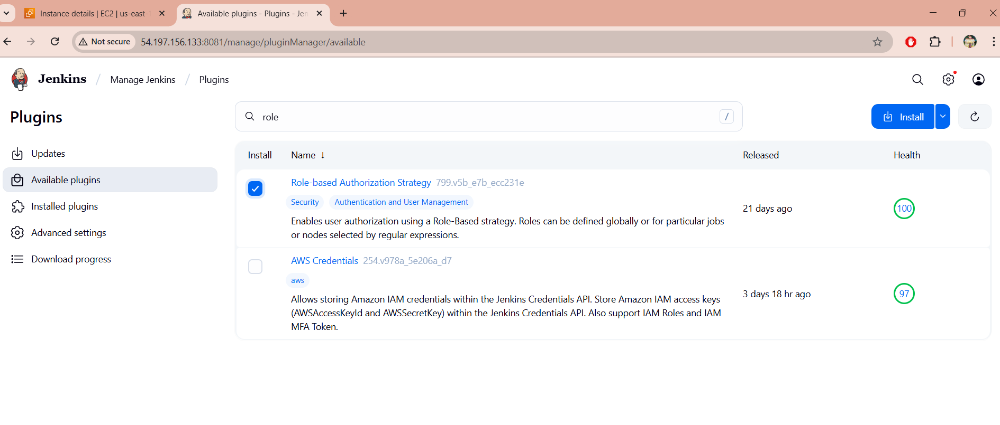 Instance details | EC2 | us-east-
Available plugins - Plugins - Jen
Not secure
54.197.156.133:8081/manage/pluginManager/available
Jenkins / Manage Jenkins / Plugins
Plugins
role
/
Install
Updates
Available plugins
Installed plugins
Advanced settings
Download progress
Install Name ↓ Released Health
Role-based Authorization Strategy 799.v5b_e7b_ecc231e
Security Authentication and User Management
Enables user authorization using a Role-Based strategy. Roles can be defined globally or for particular jobs
or nodes selected by regular expressions.
21 days ago
100
AWS Credentials 254.v978a_5e206a_d7
aws
Allows storing Amazon IAM credentials within the Jenkins Credentials API. Store Amazon IAM access keys
(AWSAccessKeyId and AWSSecretKey) within the Jenkins Credentials API. Also support IAM Roles and IAM
MFA Token.
3 days 18 hr ago
97